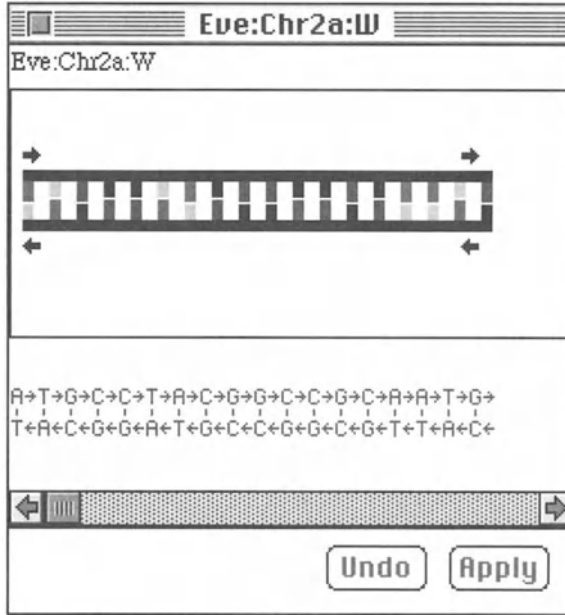 Eve:Chr2a:W
Eve:Chr2a:W
A→T→G→C→C→T→A→C→G→G→C→C→G→C→A→A→T→G→
T←A←C←G←G←A←T←G←C←C←G←G←C←G←T←T←A←C←
Undo Apply